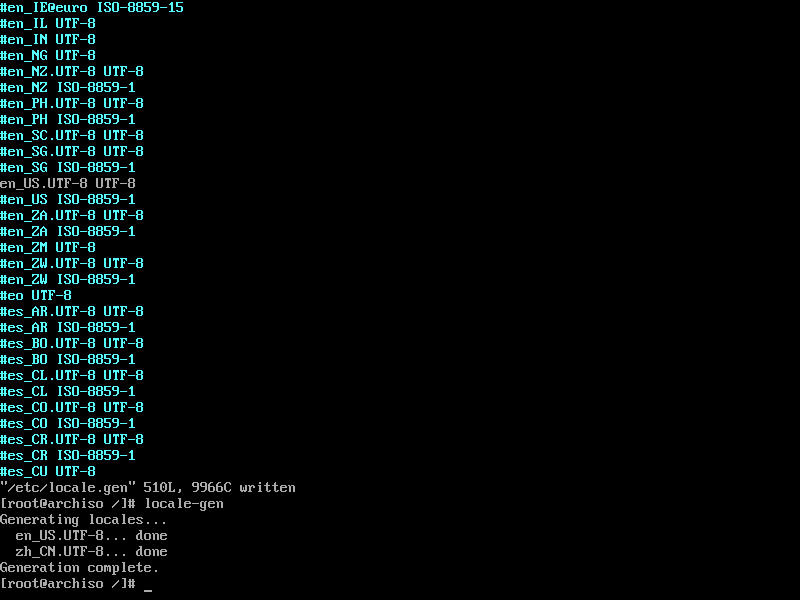 #en_IE@euro ISO-8859-15
#en_IL UTF-8
#en_IN UTF-8
#en_NG UTF-8
#en_NZ.UTF-8 UTF-8
#en_NZ ISO-8859-1
#en_PH.UTF-8 UTF-8
#en_PH ISO-8859-1
#en_SC.UTF-8 UTF-8
#en_SG.UTF-8 UTF-8
#en_SG ISO-8859-1
en_US.UTF-8 UTF-8
#en_US ISO-8859-1
#en_ZA.UTF-8 UTF-8
#en_ZA ISO-8859-1
#en_ZM UTF-8
#en_ZW.UTF-8 UTF-8
#en_ZW ISO-8859-1
#eo UTF-8
#es_AR.UTF-8 UTF-8
#es_AR ISO-8859-1
#es_BO.UTF-8 UTF-8
#es_BO ISO-8859-1
#es_CL.UTF-8 UTF-8
#es_CL ISO-8859-1
#es_CO.UTF-8 UTF-8
#es_CO ISO-8859-1
#es_CR.UTF-8 UTF-8
#es_CR ISO-8859-1
#es_CU UTF-8
"/etc/locale.gen" 510L, 9966C written
[root@archiso /]# locale-gen
Generating locales...
  en_US.UTF-8... done
  zh_CN.UTF-8... done
Generation complete.
[root@archiso /]# _